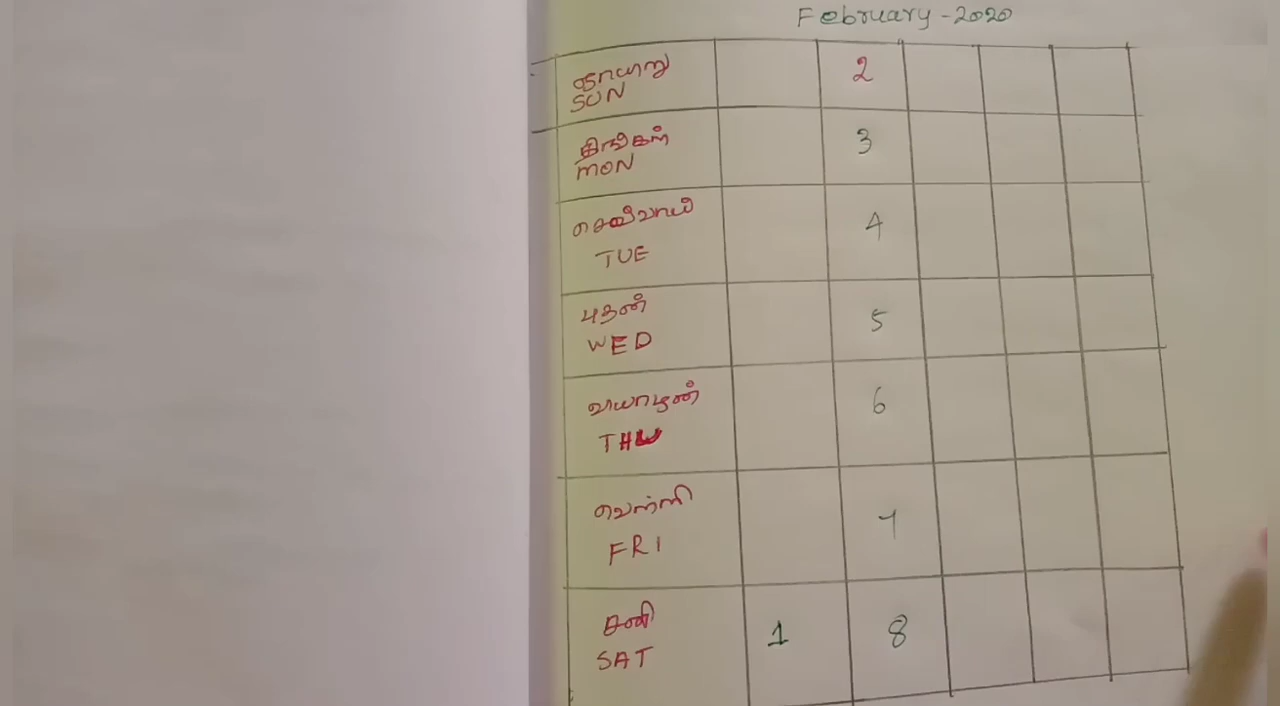 February - 2020
ஞாயிறு
SUN
2
திங்கள்
MON
3
செவ்வாய்
TUE
4
புதன்
WED
5
வியாழன்
THU
6
வெள்ளி
FRI
7
சனி
SAT
1 8